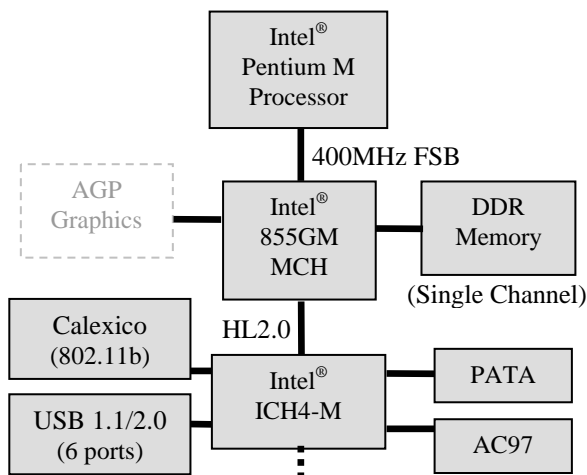 Intel®
Pentium M
Processor
400MHz FSB
AGP
Graphics
Intel®
855GM
MCH
DDR
Memory
(Single Channel)
HL2.0
Calexico
(802.11b)
Intel®
ICH4-M
PATA
USB 1.1/2.0
(6 ports)
AC97